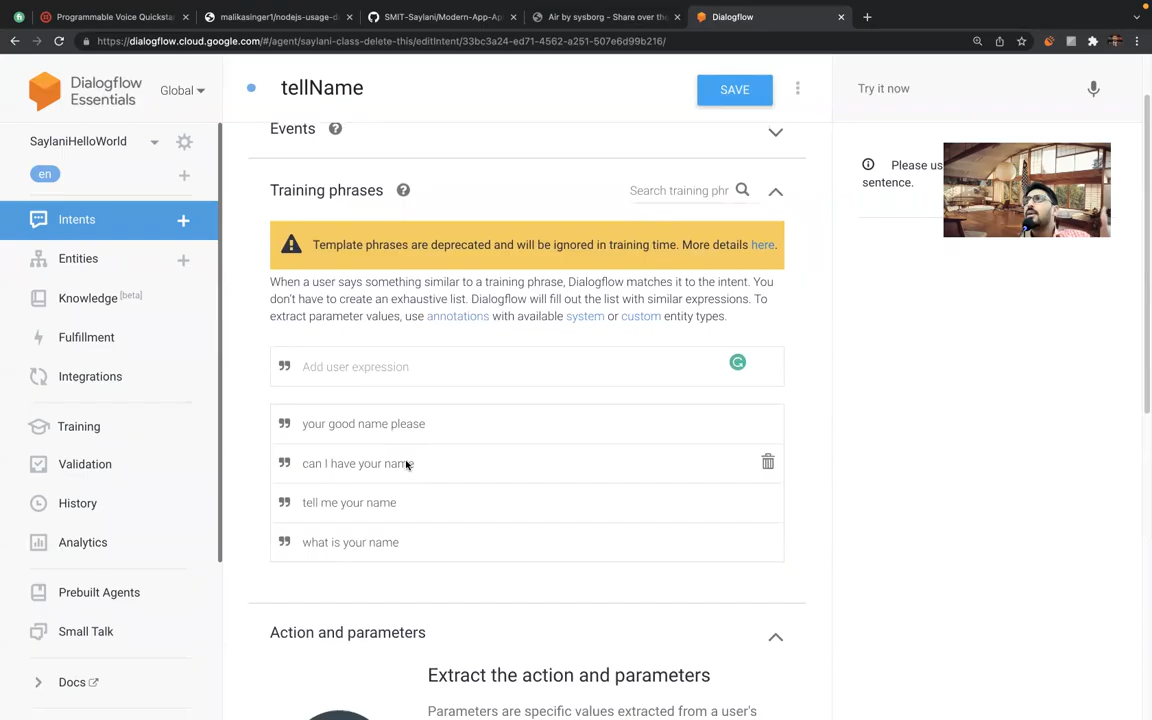 Programmable Voice Quickstar
malikasinger1/nodejs-usage-d
SMIT-Saylani/Modern-App-Ap
Air by sysborg - Share over the
Dialogflow
https://dialogflow.cloud.google.com/#/agent/saylani-class-delete-this/editIntent/33bc3a24-ed71-4562-a251-507e6d99b216/
Dialogflow
Essentials
Global
SaylaniHelloWorld
en
Intents
Entities
Knowledge [beta]
Fulfillment
Integrations
Training
Validation
History
Analytics
Prebuilt Agents
Small Talk
Docs
tellName
SAVE
Events
Training phrases
Search training phr
Template phrases are deprecated and will be ignored in training time. More details here.
When a user says something similar to a training phrase, Dialogflow matches it to the intent. You
don't have to create an exhaustive list. Dialogflow will fill out the list with similar expressions. To
extract parameter values, use annotations with available system or custom entity types.
Add user expression
your good name please
can I have your name
tell me your name
what is your name
Action and parameters
Extract the action and parameters
Parameters are specific values extracted from a user's
Try it now
Please us
sentence.